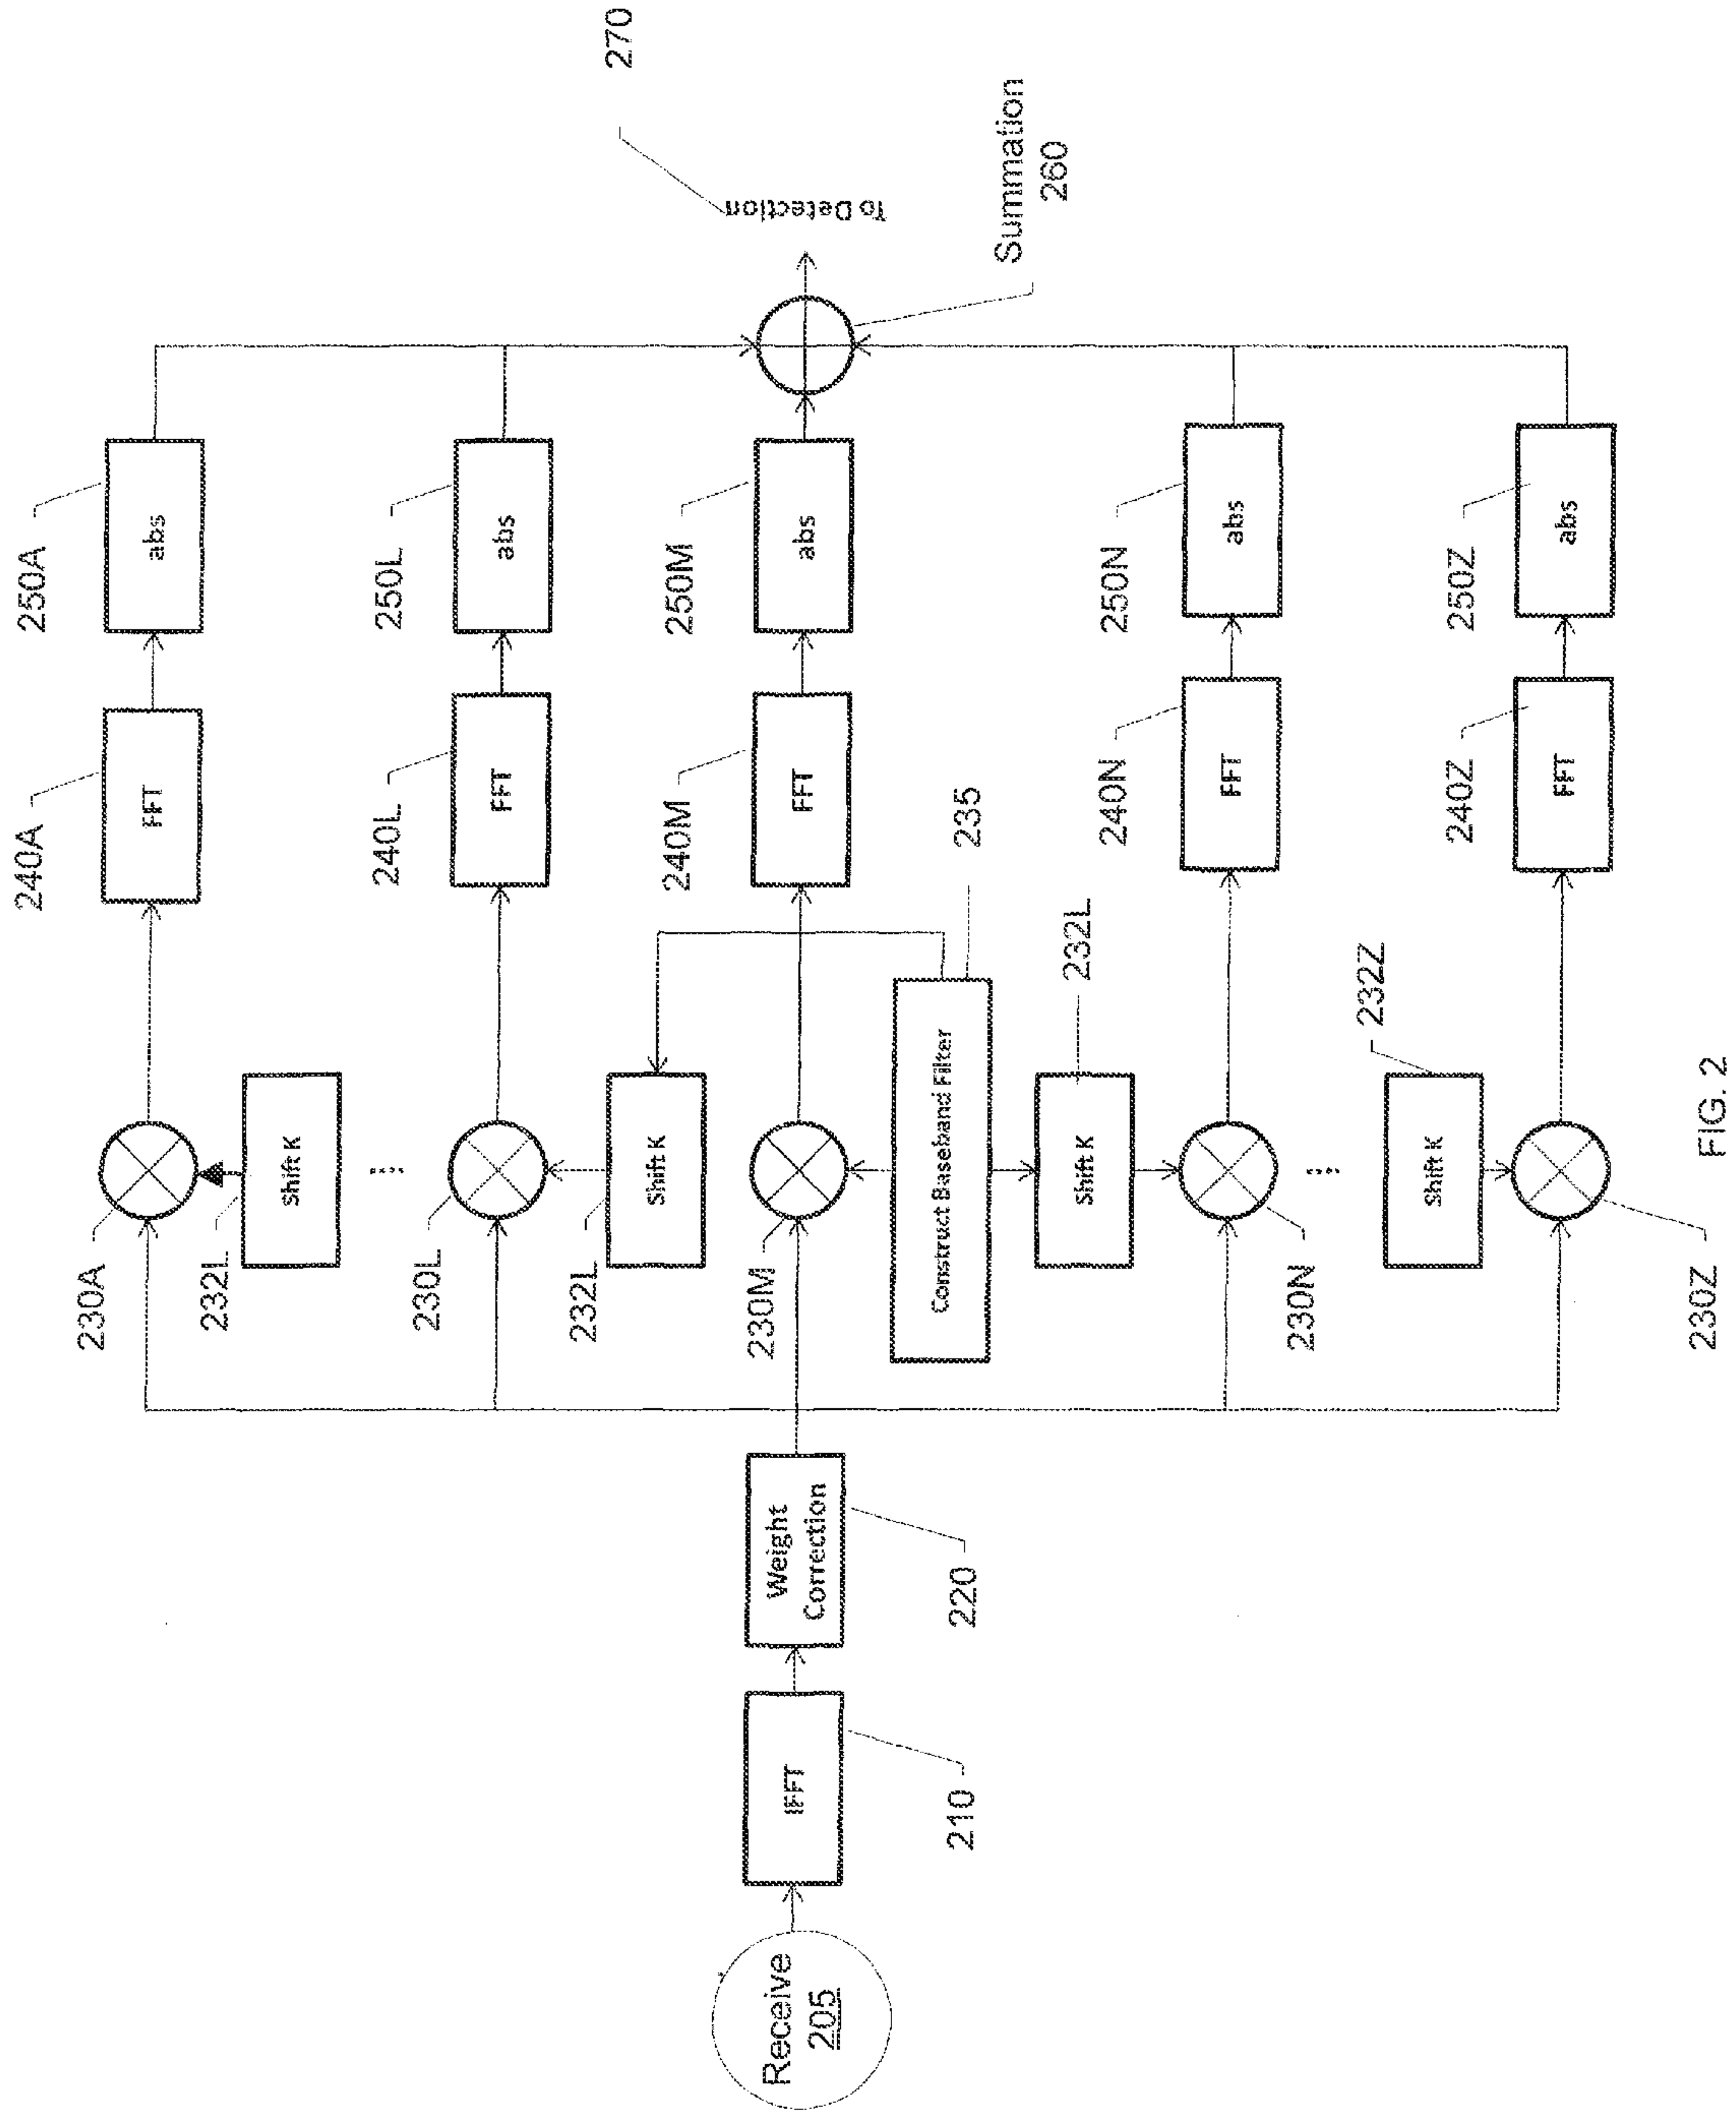 250A
abs
240A
FFT
230A
232L
Shift K
...
250L
abs
240L
FFT
230L
232L
Shift K
270
To Detection
250M
abs
240M
FFT
230M
Summation
260
235
Construct Baseband Filter
Receive
205
IFFT
210
Weight
Correction
220
232L
Shift K
250N
abs
240N
FFT
230N
...
232Z
Shift K
250Z
abs
240Z
FFT
230Z
FIG. 2